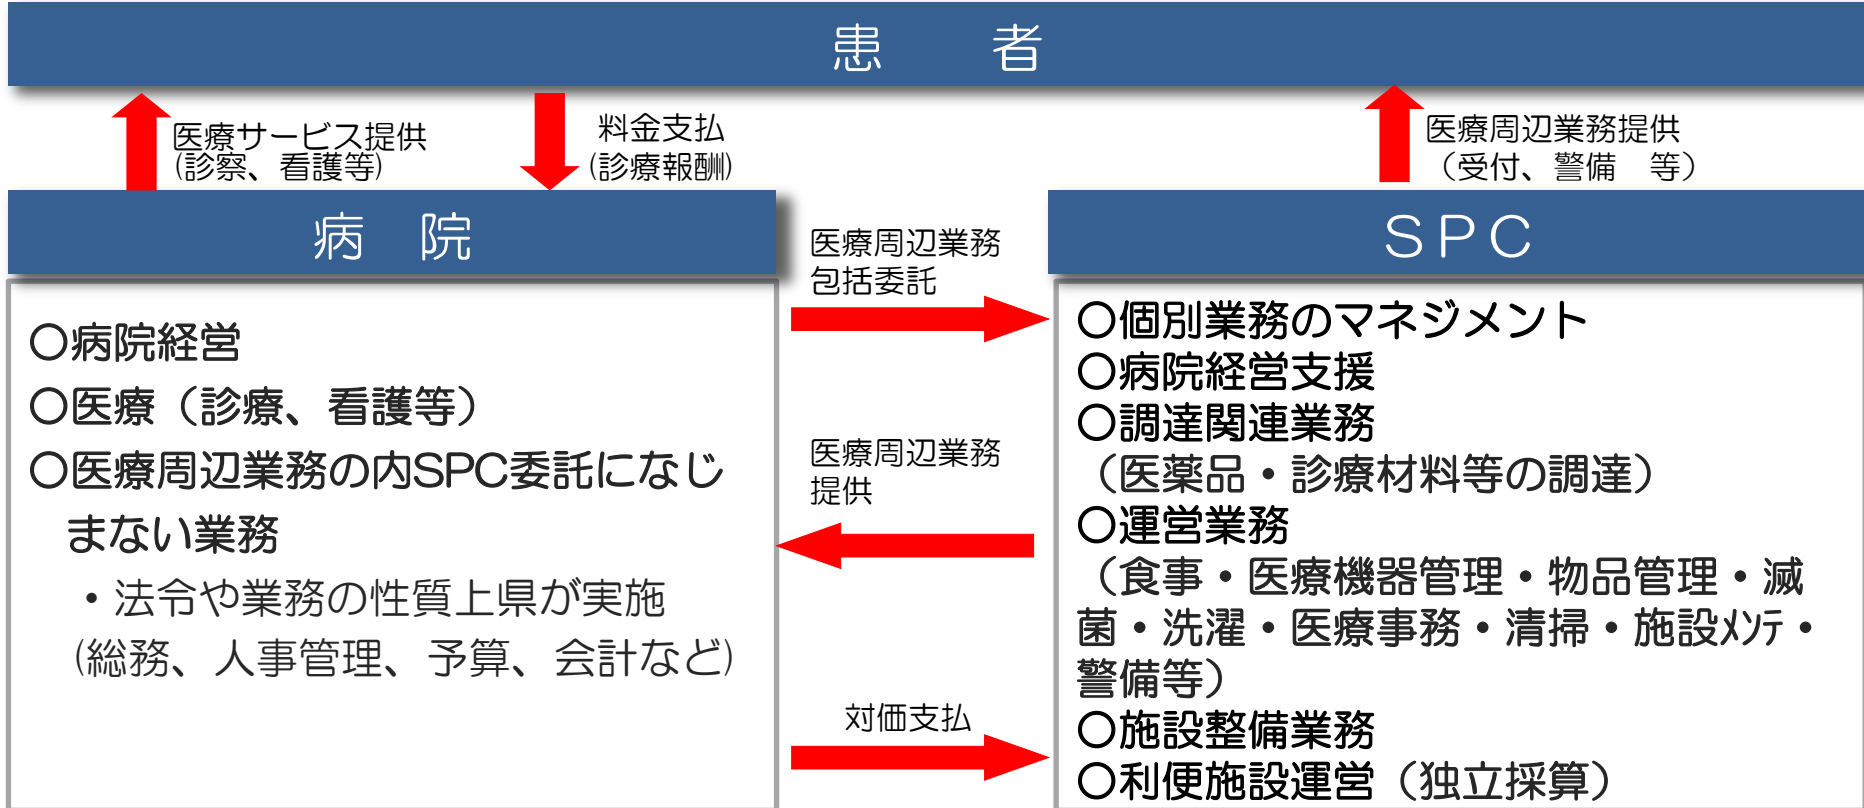 患　者
医療サービス提供
(診察、看護等)
料金支払
(診療報酬)
医療周辺業務提供
（受付、警備　等）
病　院
〇病院経営
〇医療（診療、看護等）
〇医療周辺業務の内SPC委託になじ
まない業務
・法令や業務の性質上県が実施
(総務、人事管理、予算、会計など)
医療周辺業務
包括委託
医療周辺業務
提供
対価支払
ＳＰＣ
〇個別業務のマネジメント
〇病院経営支援
〇調達関連業務
（医薬品・診療材料等の調達）
〇運営業務
（食事・医療機器管理・物品管理・滅
菌・洗濯・医療事務・清掃・施設ﾒﾝﾃ・
警備等）
〇施設整備業務
〇利便施設運営（独立採算）